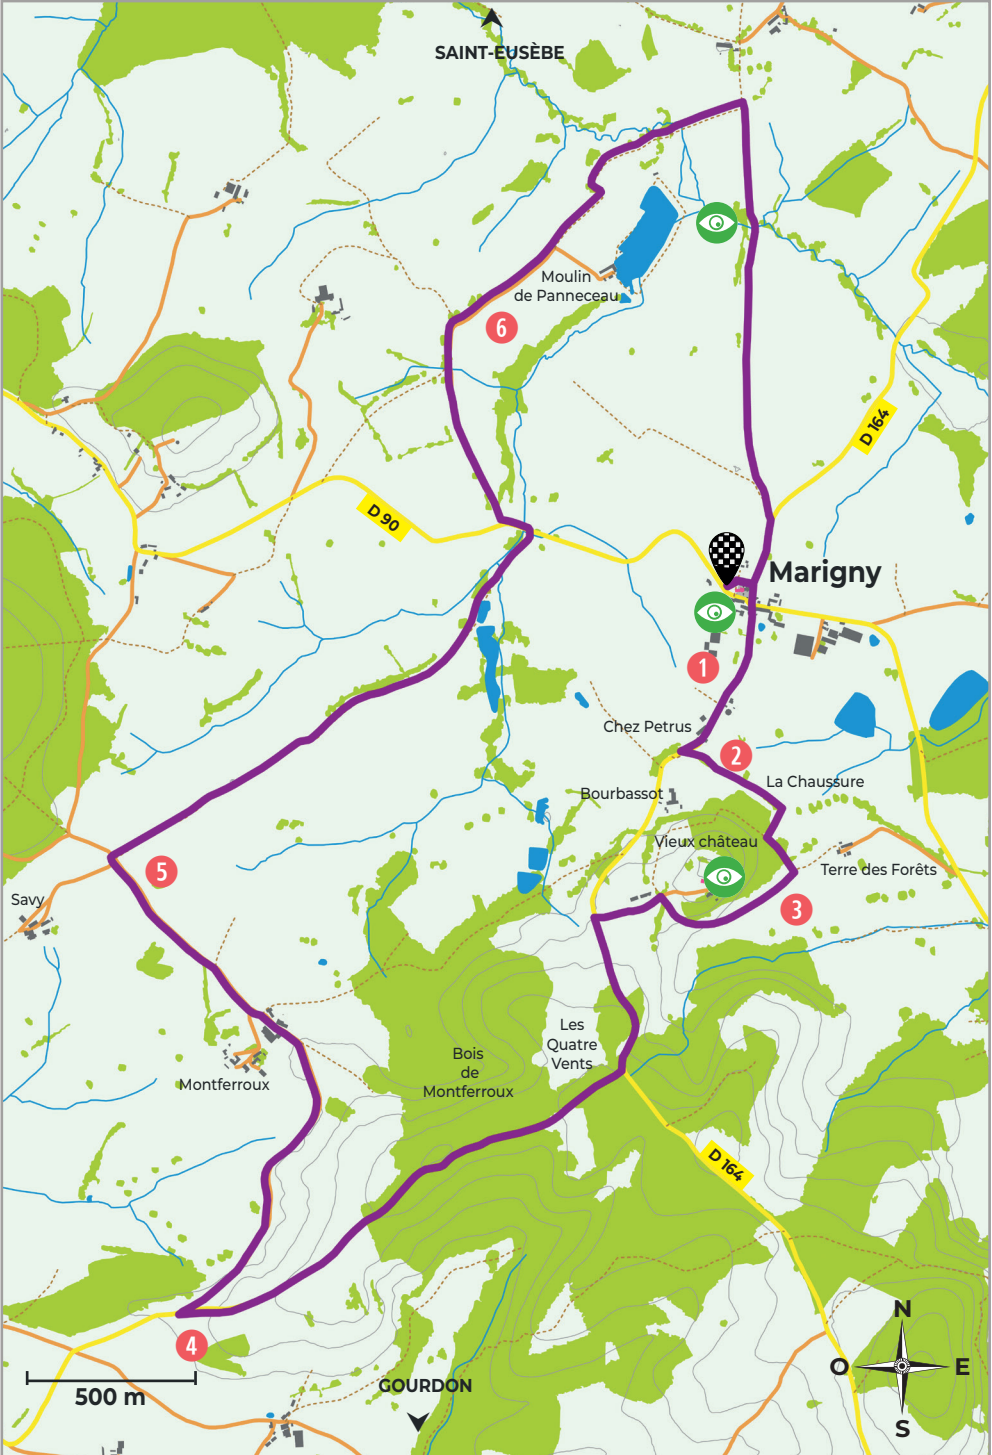 SAINT-EUSÈBE
Moulin
de Panneceau
6
D 164
D 90
Marigny
1
Chez Petrus
2
La Chaussure
Bourbassot
Vieux château
Terre des Forêts
5
Savy
3
Les
Quatre
Vents
Bois
de
Montferroux
Montferroux
D 164
N
O
E
S
4
500 m
GOURDON